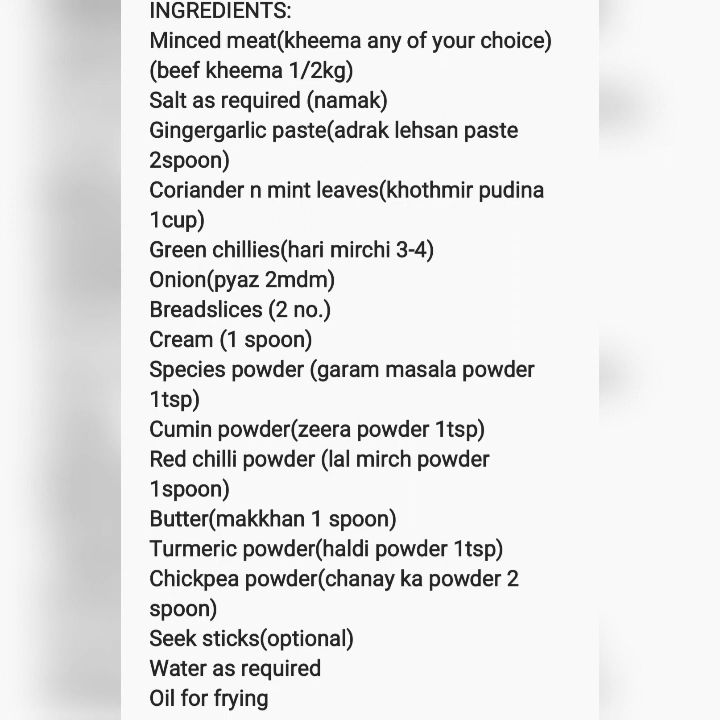 INGREDIENTS:
Minced meat(kheema any of your choice)
(beef kheema 1/2kg)
Salt as required (namak)
Gingergarlic paste(adrak lehsan paste
2spoon)
Coriander n mint leaves(khothmir pudina
1cup)
Green chillies(hari mirchi 3-4)
Onion(pyaz 2mdm)
Breadslices (2 no.)
Cream (1 spoon)
Species powder (garam masala powder
1tsp)
Cumin powder(zeera powder 1tsp)
Red chilli powder (lal mirch powder
1spoon)
Butter(makkhan 1 spoon)
Turmeric powder(haldi powder 1tsp)
Chickpea powder(chanay ka powder 2
spoon)
Seek sticks(optional)
Water as required
Oil for frying